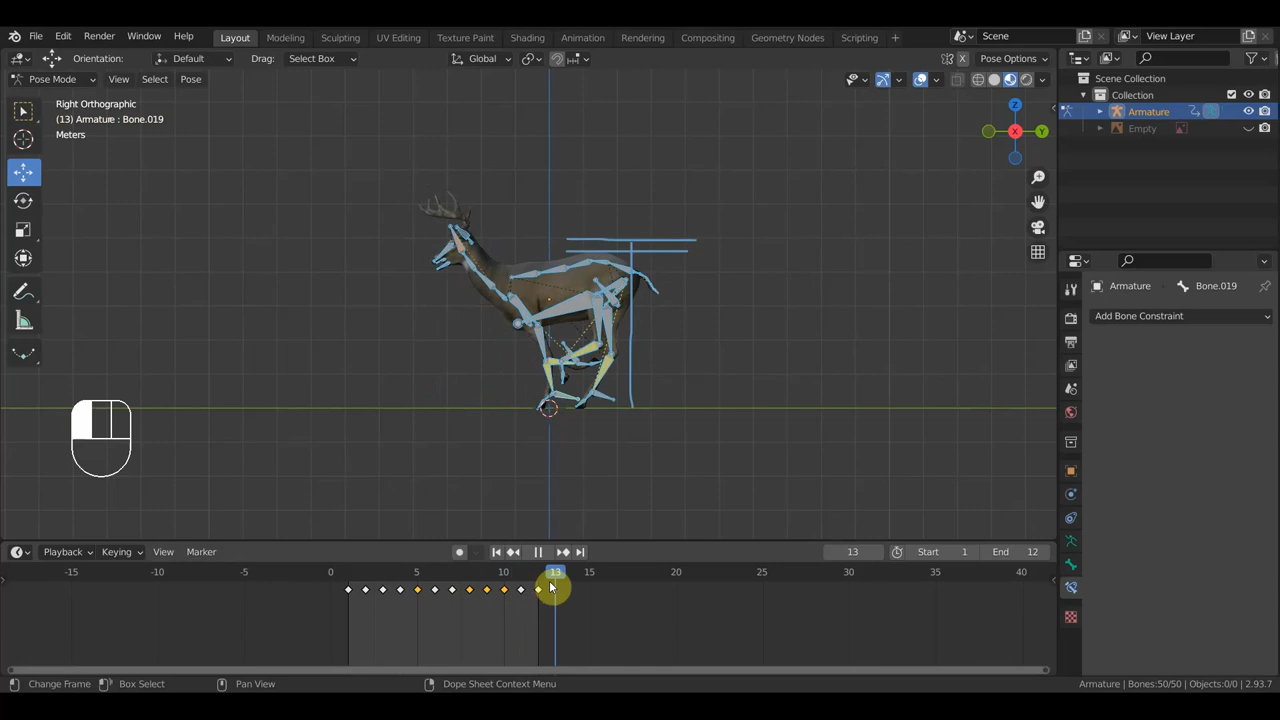 File Edit Render Window Help Layout Modeling Sculpting UV Editing Texture Paint Shading Animation Rendering Compositing Geometry Nodes Scripting + Scene View Layer
Orientation: Default Drag: Select Box Global Pose Options
Pose Mode View Select Pose
Scene Collection
Collection
Armature
Empty
Right Orthographic
(13) Armature : Bone.019
Meters
Z
Y
X
Armature Bone.019
Add Bone Constraint
Playback Keying View Marker 13 Start 1 End 12
-15 -10 -5 0 5 10 13 15 20 25 30 35 40
Change Frame Box Select Pan View Dope Sheet Context Menu Armature | Bones:50/50 | Objects:0/0 | 2.93.7